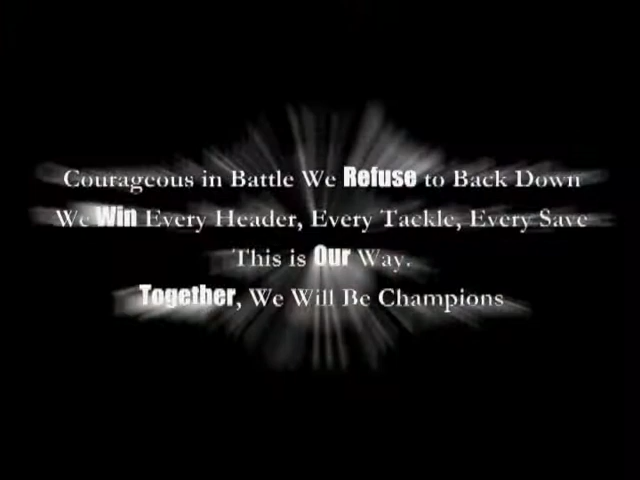 Courageous in Battle We Refuse to Back Down
We Win Every Header, Every Tackle, Every Save
This is Our Way.
Together, We Will Be Champions